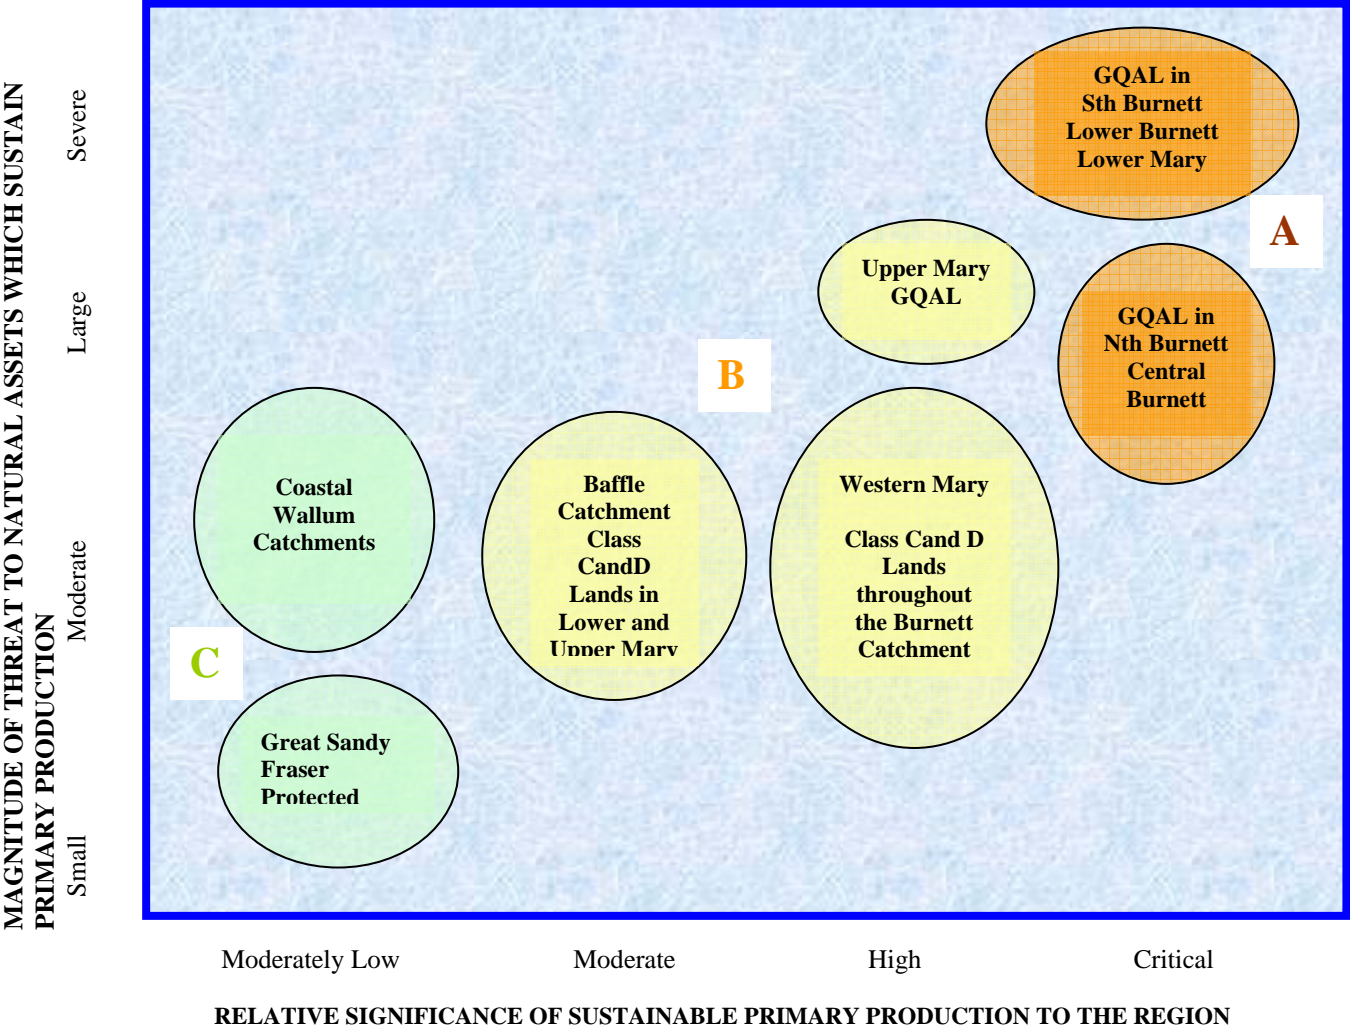 MAGNITUDE OF THREAT TO NATURAL ASSETS WHICH SUSTAIN
PRIMARY PRODUCTION
Severe
Large
Moderate
Small
GQAL in
Sth Burnett
Lower Burnett
Lower Mary
A
Upper Mary
GQAL
GQAL in
Nth Burnett
Central
Burnett
B
Coastal
Wallum
Catchments
Baffle
Catchment
Class
CandD
Lands in
Lower and
Upper Mary
Western Mary
Class Cand D
Lands
throughout
the Burnett
Catchment
C
Great Sandy
Fraser
Protected
Moderately Low
Moderate
High
Critical
RELATIVE SIGNIFICANCE OF SUSTAINABLE PRIMARY PRODUCTION TO THE REGION